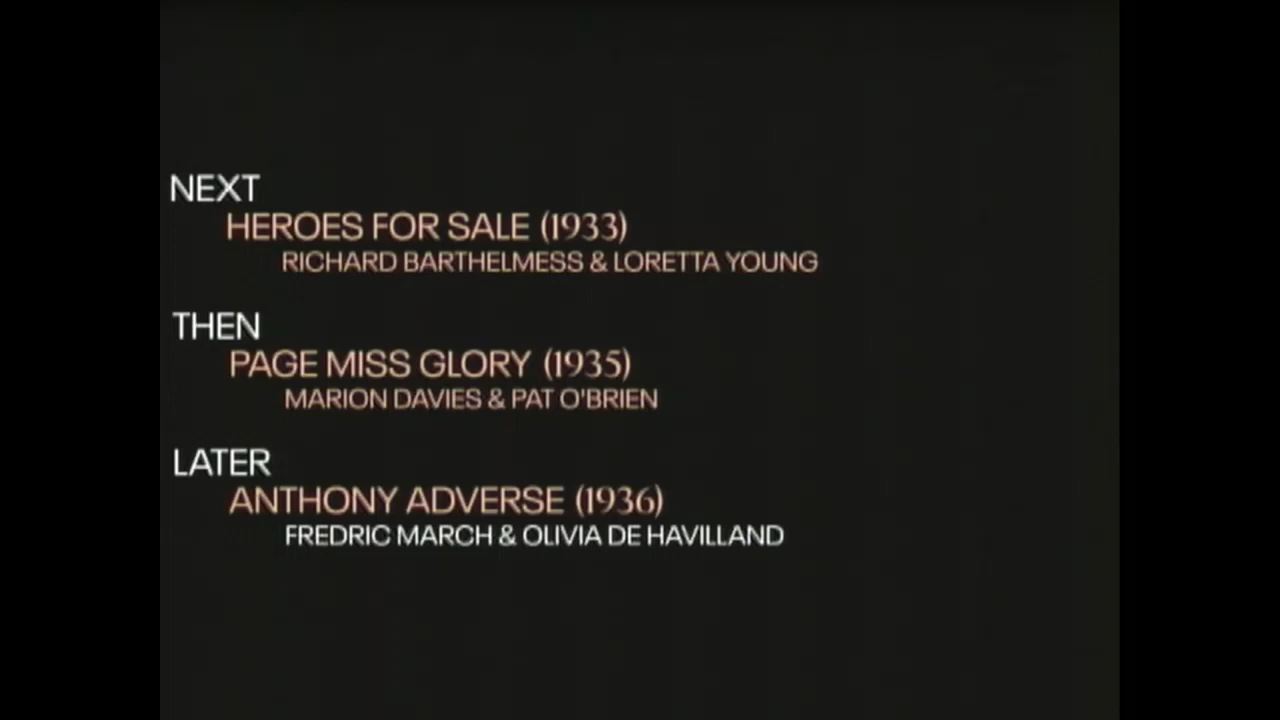 NEXT
HEROES FOR SALE (1933)
RICHARD BARTHELMESS & LORETTA YOUNG
THEN
PAGE MISS GLORY (1935)
MARION DAVIES & PAT O'BRIEN
LATER
ANTHONY ADVERSE (1936)
FREDRIC MARCH & OLIVIA DE HAVILLAND